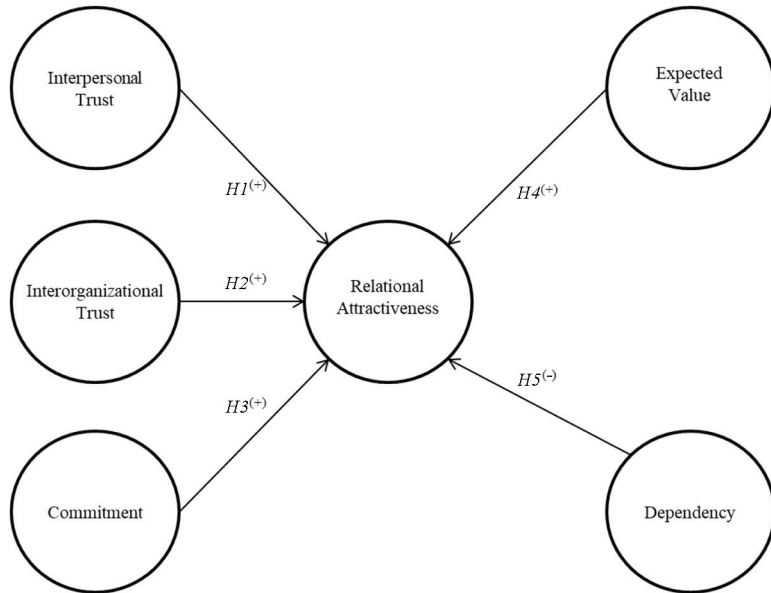 Interpersonal
Trust
Expected
Value
H1(+)
H4(+)
Interorganizational
Trust
H2(+)
Relational
Attractiveness
H3(+)
H5(-)
Commitment
Dependency